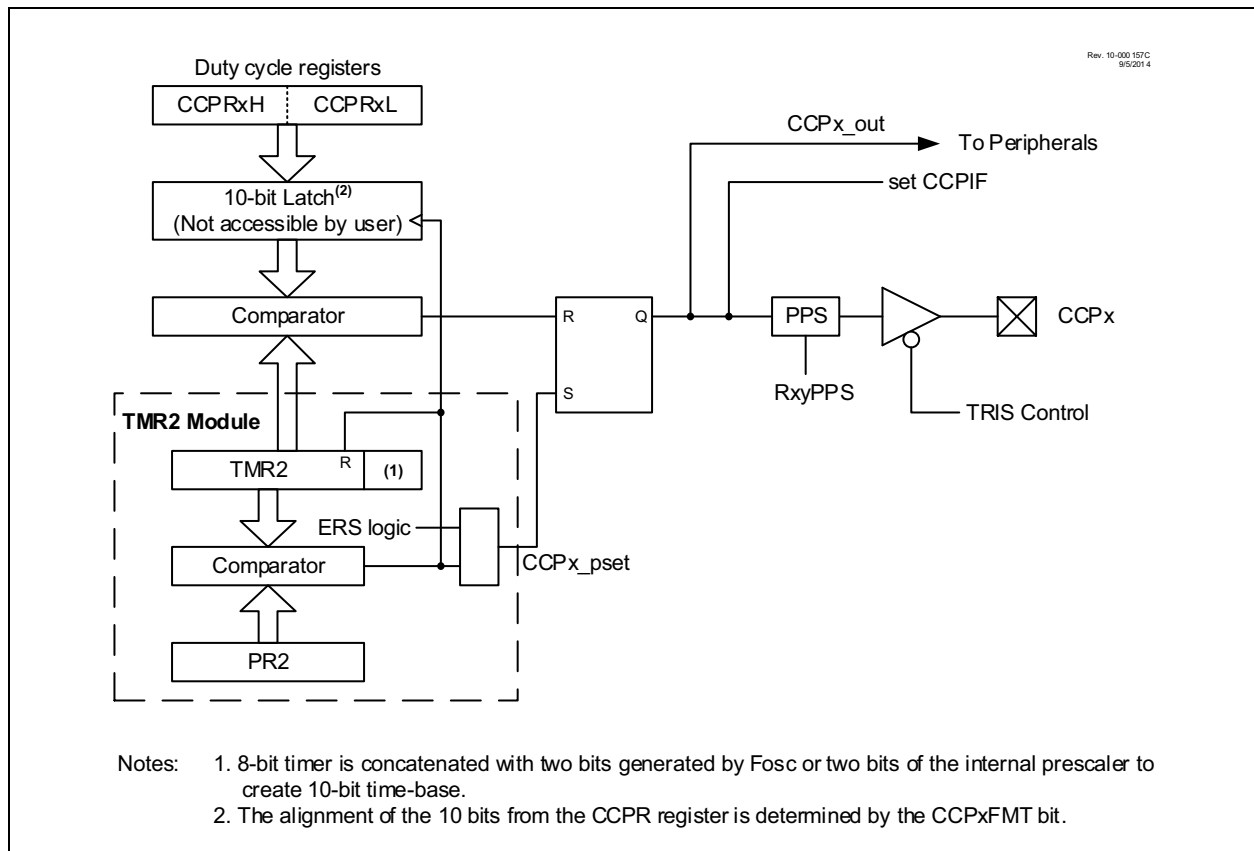 Rev. 10-000 157C
9/5/2014
Duty cycle registers
CCPRxH CCPRxL
CCPx_out
To Peripherals
set CCPIF
10-bit Latch(2)
(Not accessible by user)
Comparator
R Q
S
PPS
CCPx
RxyPPS
TRIS Control
TMR2 Module
R
TMR2
(1)
ERS logic
Comparator
CCPx_pset
PR2
Notes: 1. 8-bit timer is concatenated with two bits generated by Fosc or two bits of the internal prescaler to
create 10-bit time-base.
2. The alignment of the 10 bits from the CCPR register is determined by the CCPxFMT bit.